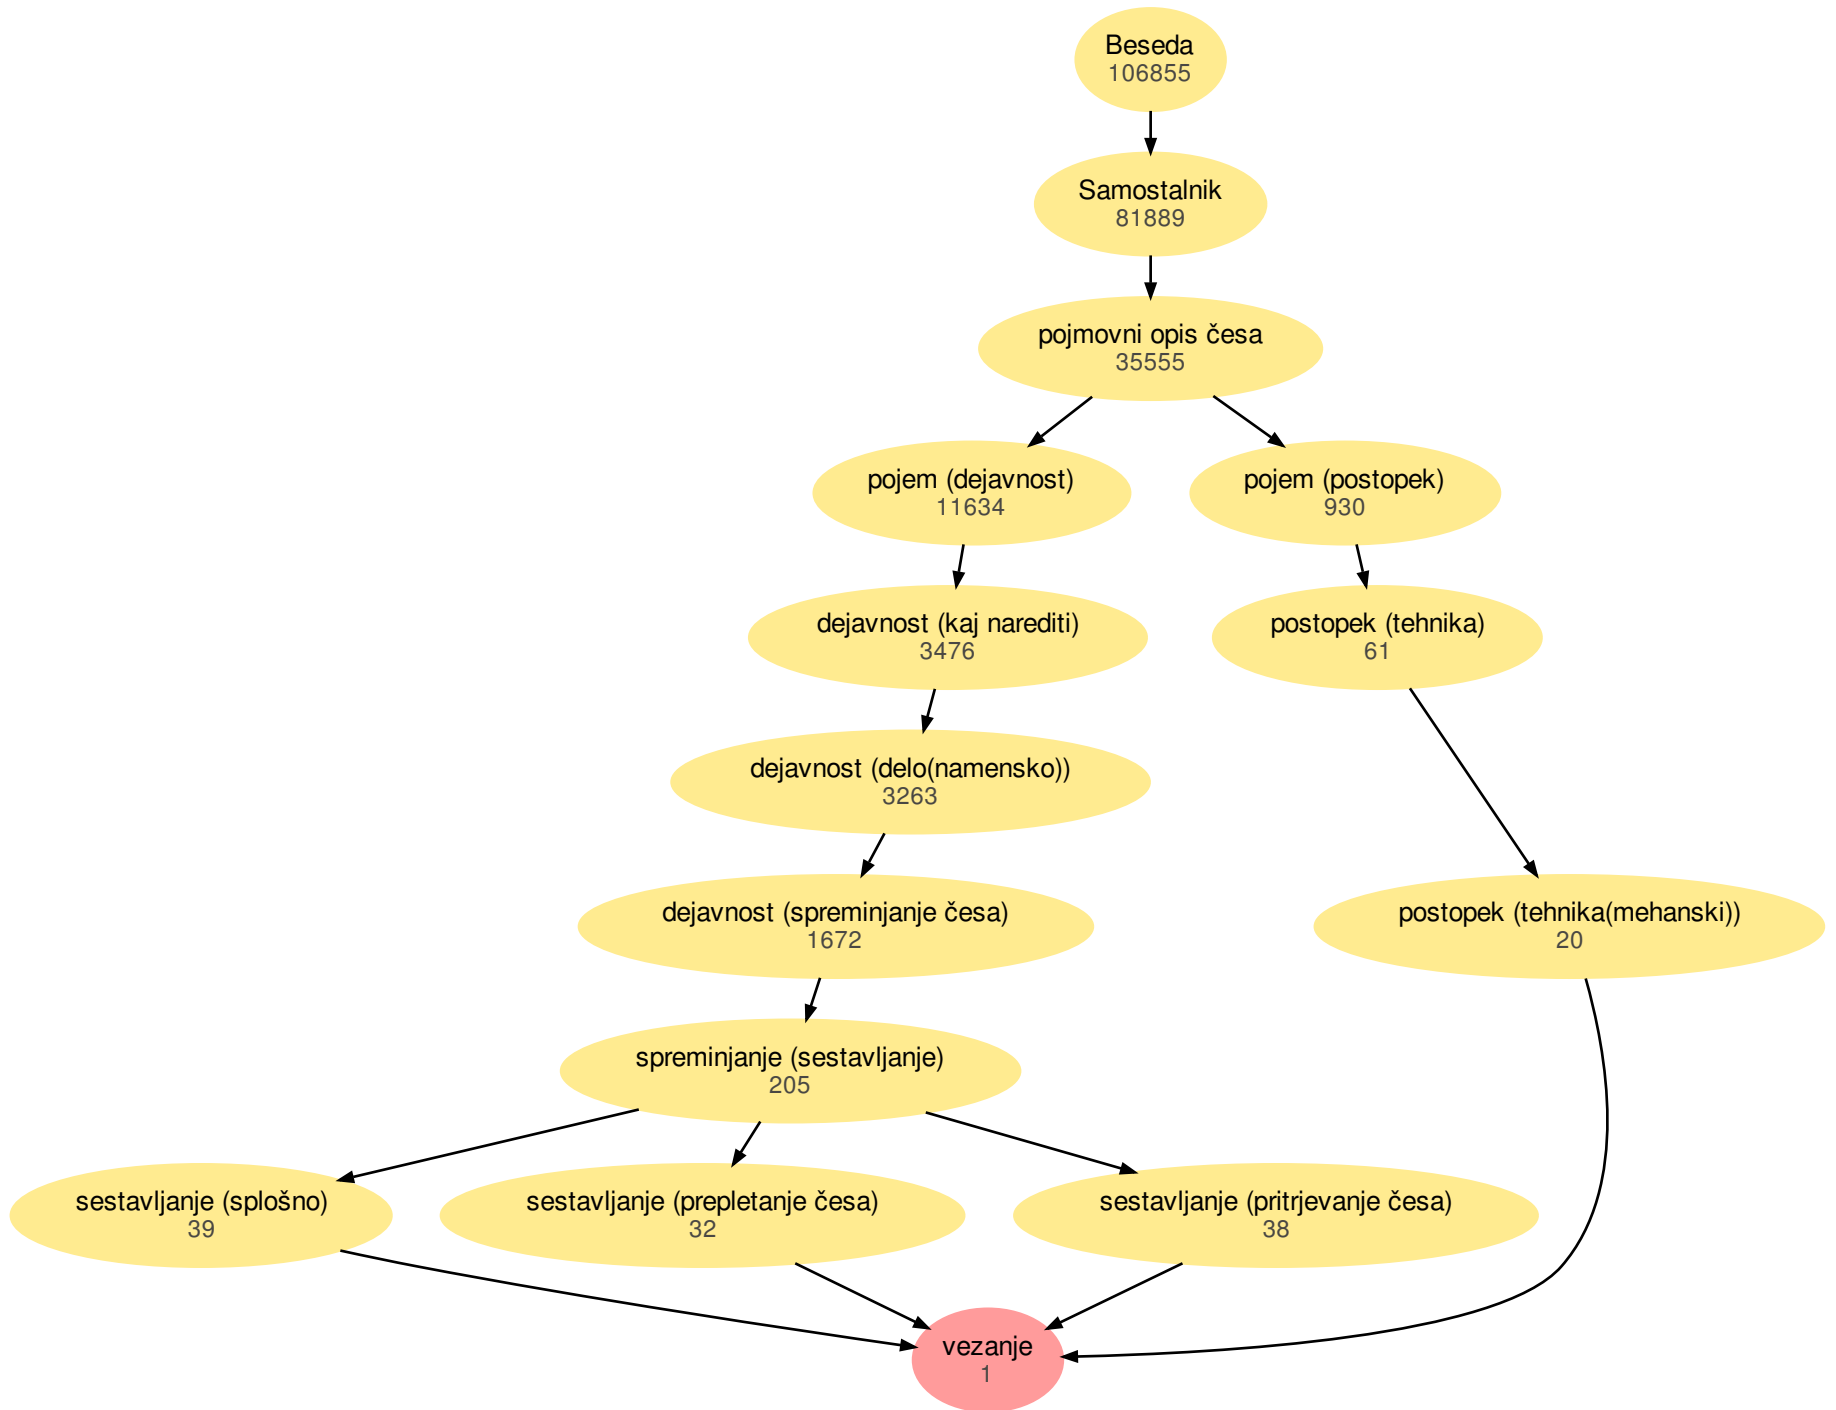 Beseda
106855
Samostalnik
81889
pojmovni opis česa
35555
pojem (dejavnost)
11634
pojem (postopek)
930
dejavnost (kaj narediti)
3476
postopek (tehnika)
61
dejavnost (delo(namensko))
3263
dejavnost (spreminjanje česa)
1672
postopek (tehnika(mehanski))
20
spreminjanje (sestavljanje)
205
sestavljanje (splošno)
39
sestavljanje (prepletanje česa)
32
sestavljanje (pritrjevanje česa)
38
vezanje
1